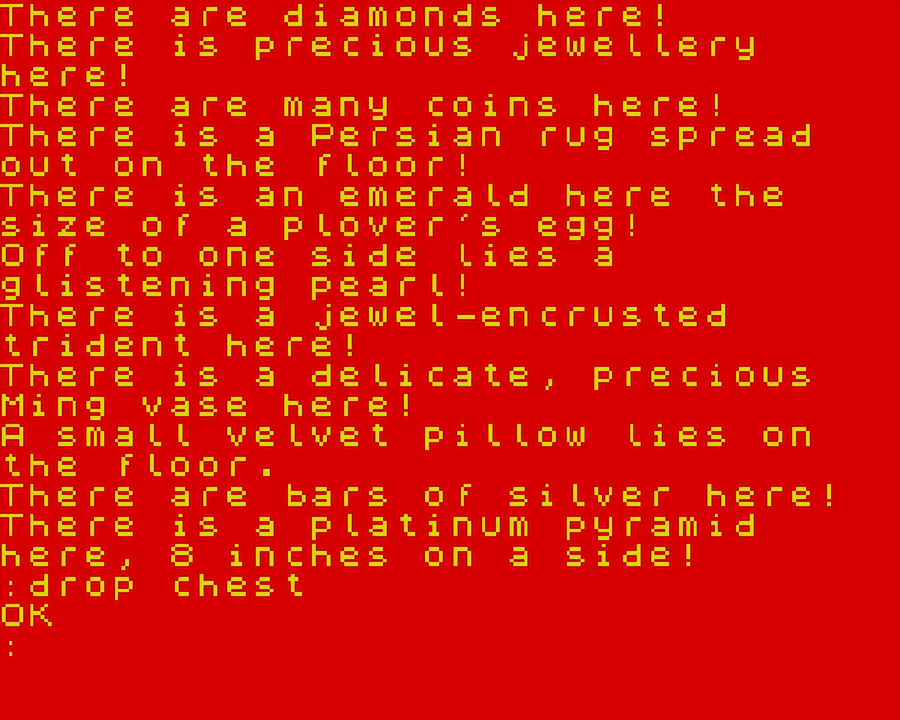 There are diamonds here!
There is precious jewellery
here!
There are many coins here!
There is a Persian rug spread
out on the floor!
There is an emerald here the
size of a plover's egg!
Off to one side lies a
glistening pearl!
There is a jewel-encrusted
trident here!
There is a delicate, precious
Ming vase here!
A small velvet pillow lies on
the floor.
There are bars of silver here!
There is a platinum pyramid
here, 8 inches on a side!
:drop chest
OK
: